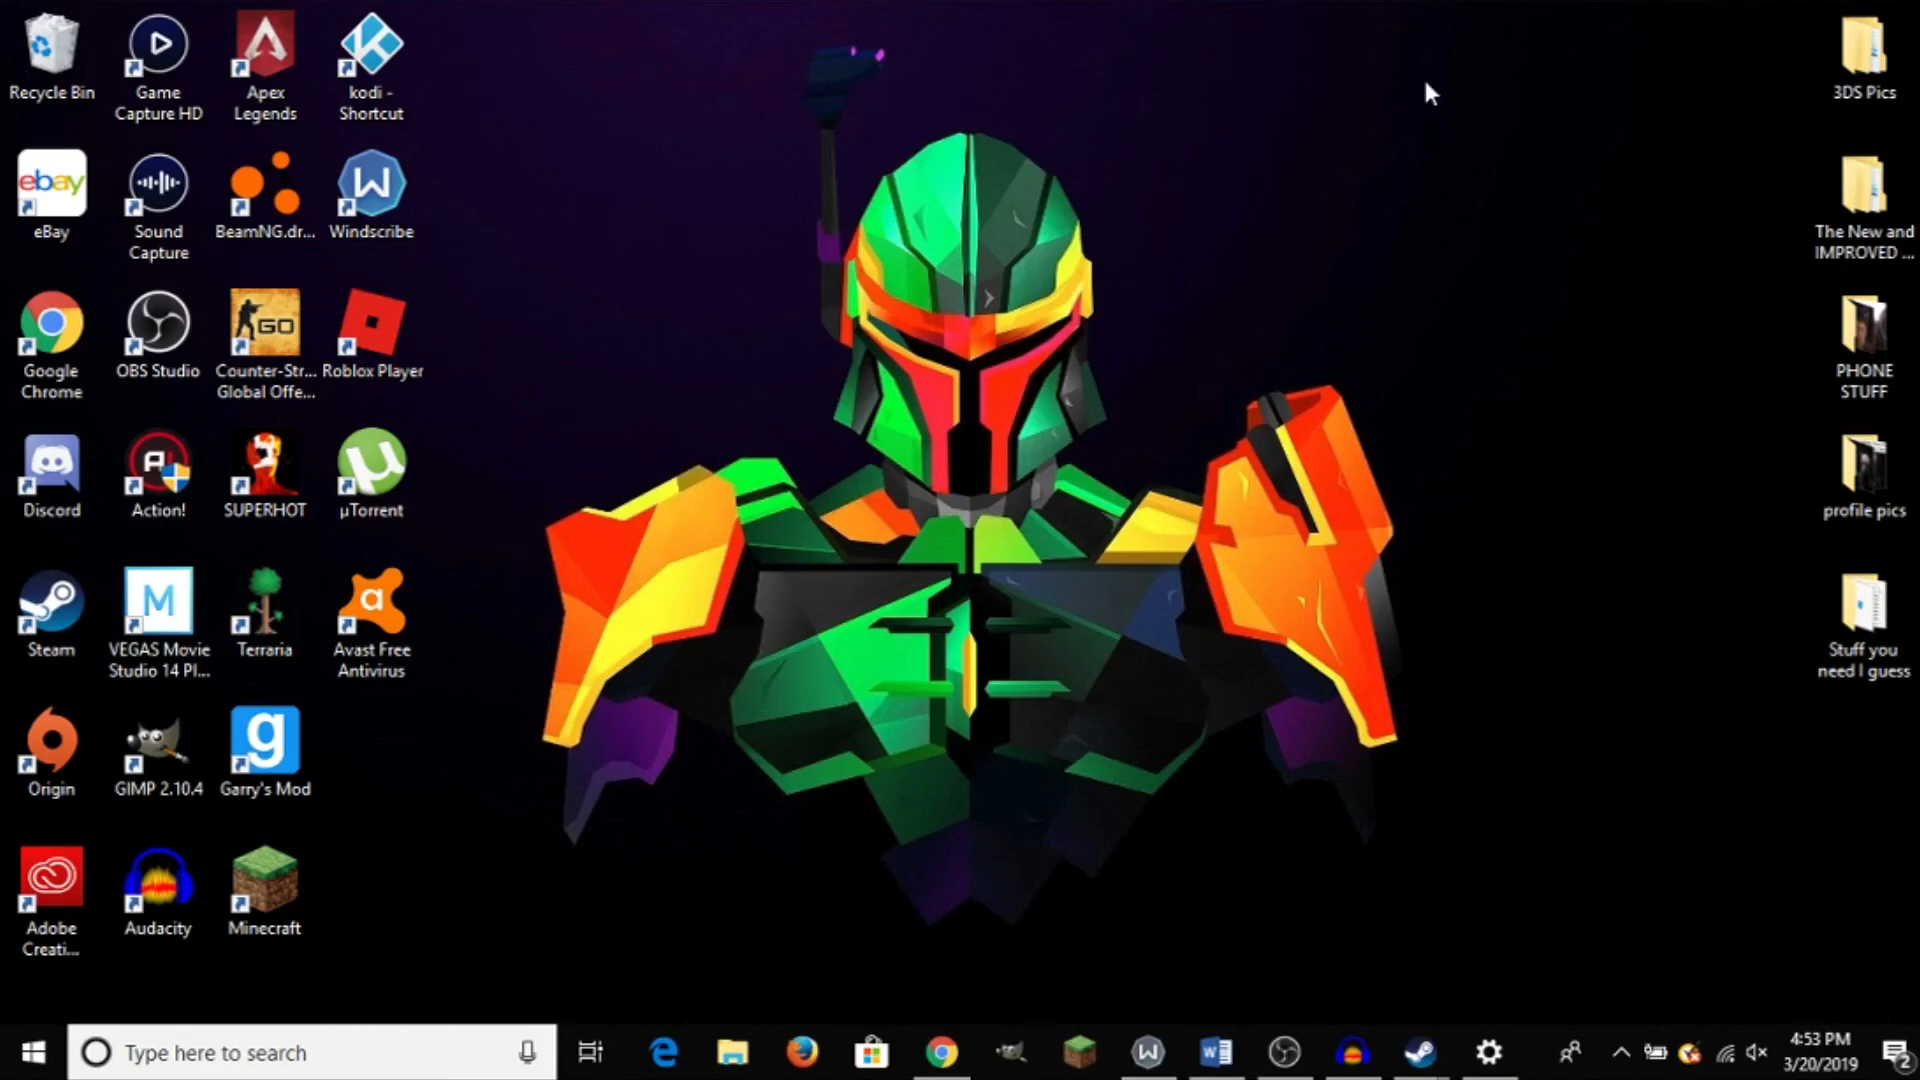 Recycle Bin
Game
Capture HD
Apex
Legends
kodi -
Shortcut
3DS Pics
ebay
eBay
Sound
Capture
BeamNG.dr...
Windscribe
The New and
IMPROVED ...
Google
Chrome
OBS Studio
GO
Counter-Str...
Global Offe...
Roblox Player
PHONE
STUFF
Discord
Action!
SUPERHOT
µTorrent
profile pics
Steam
M
VEGAS Movie
Studio 14 Pl...
Terraria
a
Avast Free
Antivirus
Stuff you
need I guess
Origin
GIMP 2.10.4
g
Garry's Mod
Adobe
Creati...
Audacity
Minecraft
Type here to search
4:53 PM
3/20/2019
2